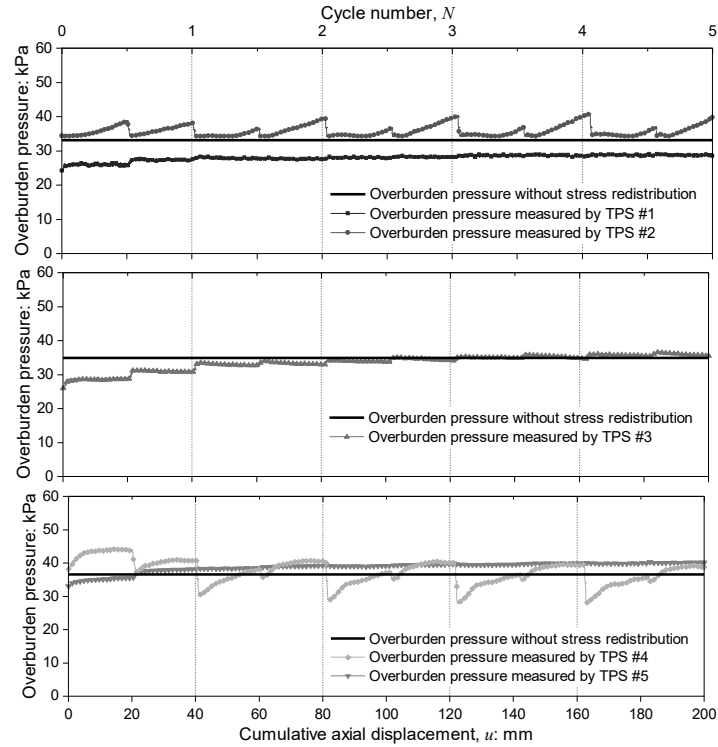 Cycle number, N
0 1 2 3 4 5
Overburden pressure: kPa
60
50
40
30
20
10
0
Overburden pressure without stress redistribution
Overburden pressure measured by TPS #1
Overburden pressure measured by TPS #2
Overburden pressure: kPa
60
50
40
30
20
10
0
Overburden pressure without stress redistribution
Overburden pressure measured by TPS #3
Overburden pressure: kPa
60
50
40
30
20
10
0
Overburden pressure without stress redistribution
Overburden pressure measured by TPS #4
Overburden pressure measured by TPS #5
0 20 40 60 80 100 120 140 160 180 200
Cumulative axial displacement, u: mm